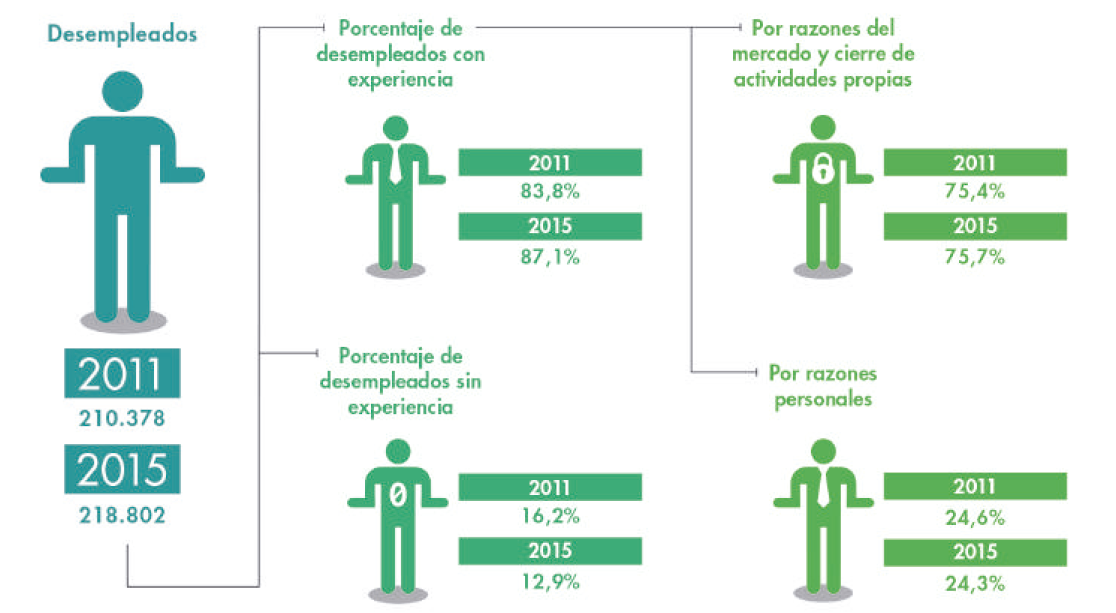 Desempleados
2011
210.378
2015
218.802
Porcentaje de
desempleados con
experiencia
2011
83,8%
2015
87,1%
Porcentaje de
desempleados sin
experiencia
0
2011
16,2%
2015
12,9%
Por razones del
mercado y cierre de
actividades propias
2011
75,4%
2015
75,7%
Por razones
personales
2011
24,6%
2015
24,3%